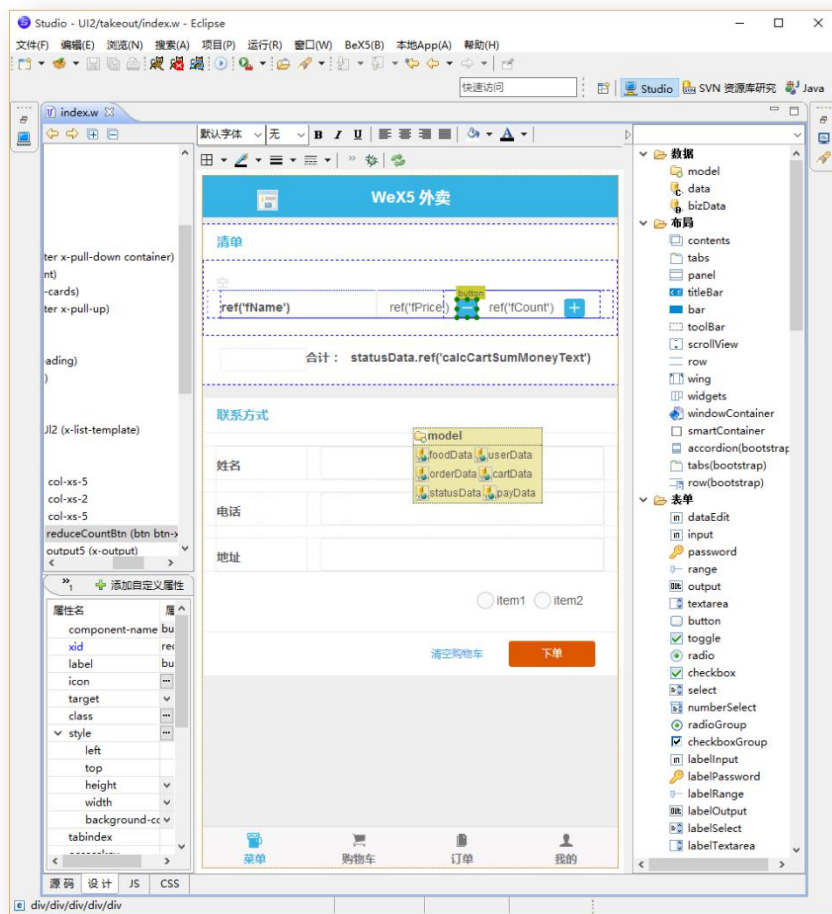 Studio - UI2/takeout/index.w - Eclipse
文件(F) 编辑(E) 浏览(N) 搜索(A) 项目(P) 运行(R) 窗口(W) BeX5(B) 本地App(A) 帮助(H)
快速访问
Studio SVN 资源库研究 Java
index.w
默认字体 无 B I U A
ter x-pull-down container)
nt)
-cards)
ter x-pull-up)
ading)
)
UI2 (x-list-template)
col-xs-5
col-xs-2
col-xs-5
reduceCountBtn (btn btn-x
output5 (x-output)
添加自定义属性
属性名
component-name bu
xid rec
label bu
icon
target
class
style
left
top
height
width
background-cc
tabindex
WeX5 外卖
清单
空
button
ref('fName') ref('fPrice') ref('fCount')
合计： statusData.ref('calcCartSumMoneyText')
联系方式
model
foodData userData
orderData cartData
statusData payData
姓名
电话
地址
item1 item2
清空购物车 下单
菜单 购物车 订单 我的
数据
model
data
bizData
布局
contents
tabs
panel
titleBar
bar
toolBar
scrollView
row
wing
widgets
windowContainer
smartContainer
accordion(bootstrap
tabs(bootstrap)
row(bootstrap)
表单
dataEdit
input
password
range
output
textarea
button
toggle
radio
checkbox
select
numberSelect
radioGroup
checkboxGroup
labelInput
labelPassword
labelRange
labelOutput
labelSelect
labelTextarea
源码 设计 JS CSS
div/div/div/div/div